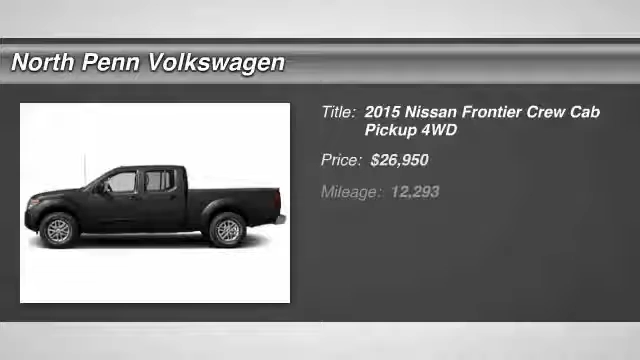 North Penn Volkswagen
Title: 2015 Nissan Frontier Crew Cab
Pickup 4WD
Price: $26,950
Mileage: 12,293